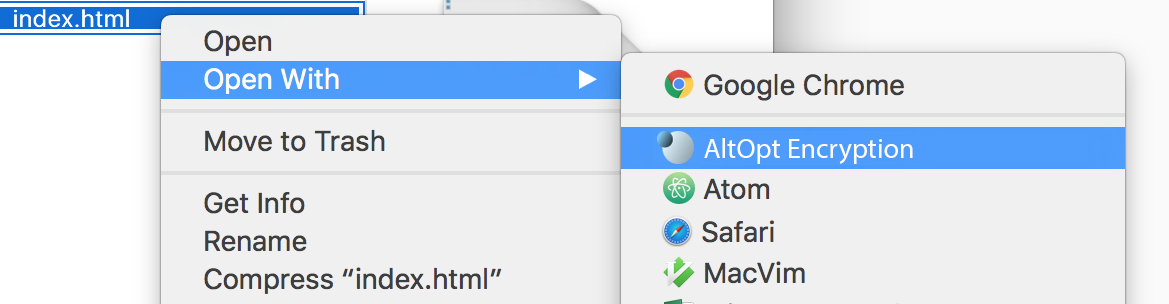 index.html
Open
Open With
Move to Trash
Get Info
Rename
Compress “index.html”
Google Chrome
AltOpt Encryption
Atom
Safari
MacVim